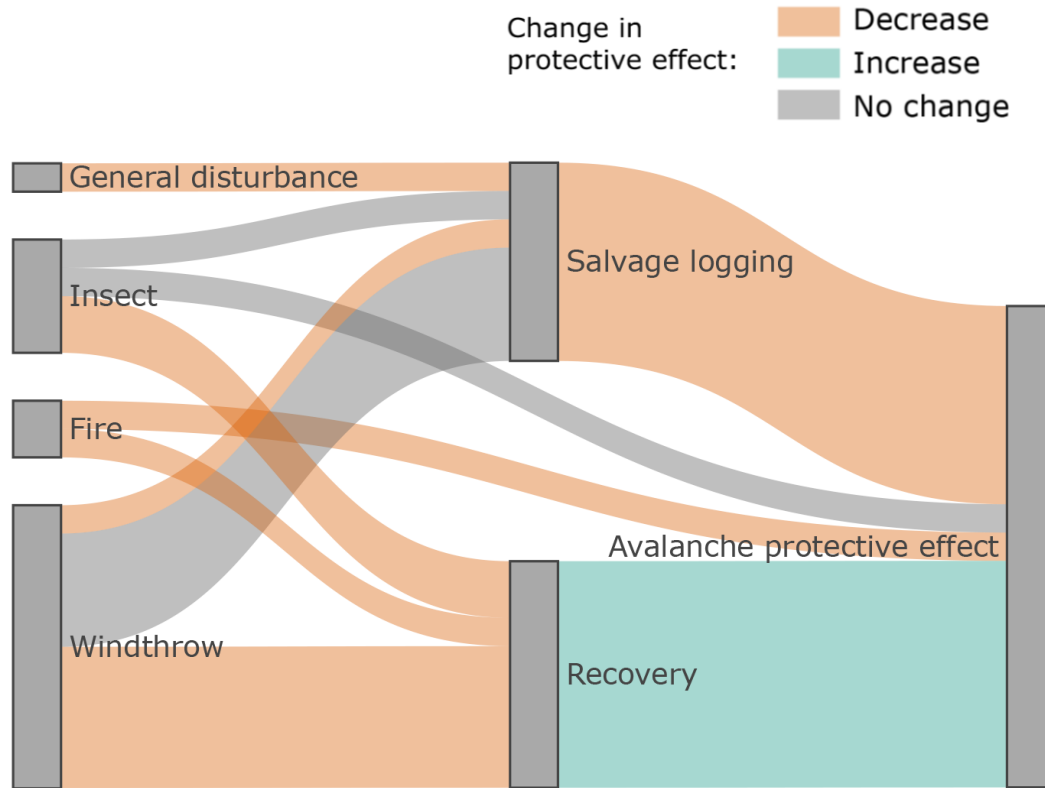 Change in
protective effect:
Decrease
Increase
No change
General disturbance
Insect
Fire
Windthrow
Salvage logging
Recovery
Avalanche protective effect